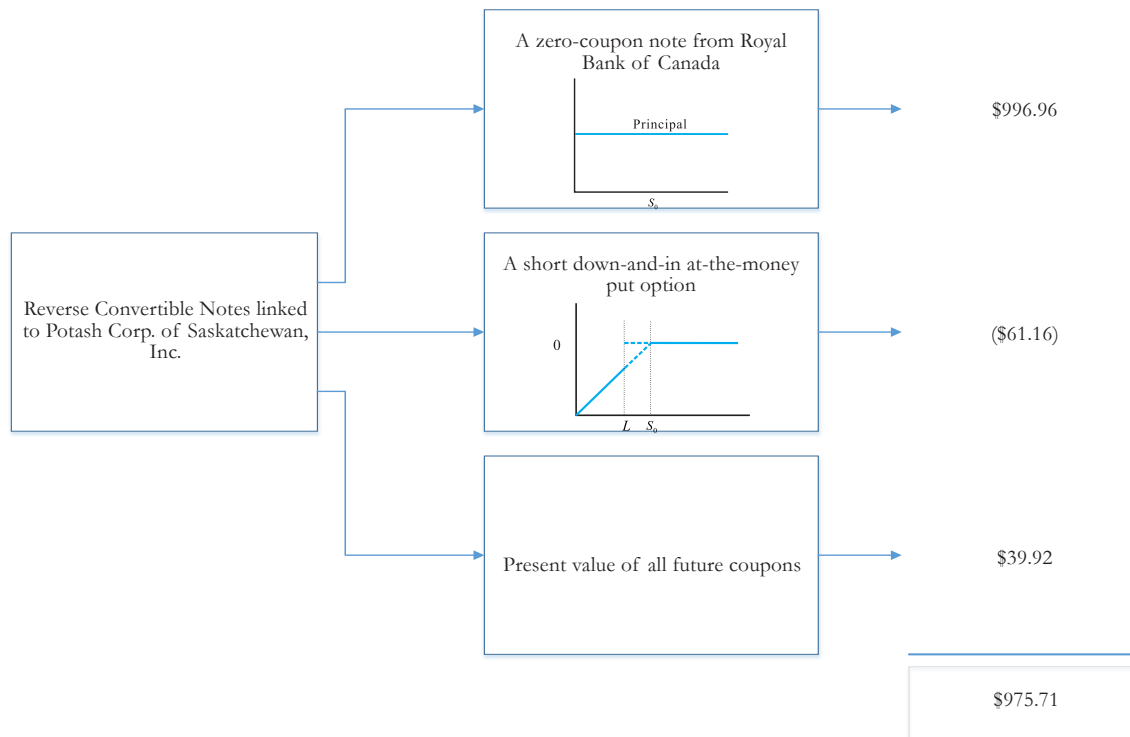 A zero-coupon note from Royal
Bank of Canada
Principal
S₀
$996.96
Reverse Convertible Notes linked
to Potash Corp. of Saskatchewan,
Inc.
A short down-and-in at-the-money
put option
0
L S₀
($61.16)
Present value of all future coupons
$39.92
$975.71